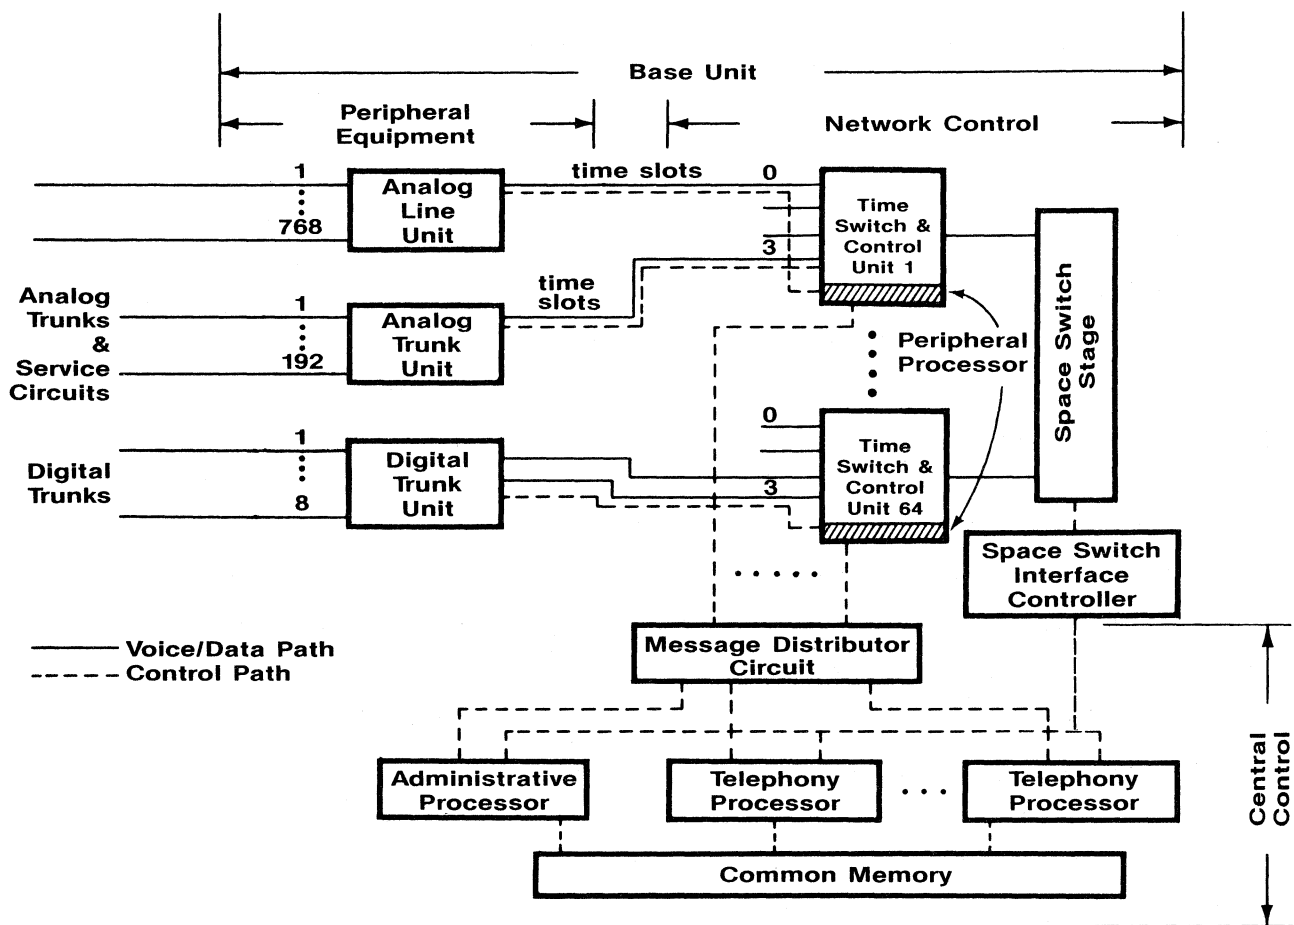 Base Unit
Peripheral
Equipment
Network Control
1
768
Analog
Line
Unit
time slots
0
3
Time
Switch &
Control
Unit 1
Analog
Trunks
&
Service
Circuits
1
192
Analog
Trunk
Unit
time
slots
Peripheral
Processor
Space Switch
Stage
Digital
Trunks
1
8
Digital
Trunk
Unit
0
3
Time
Switch &
Control
Unit 64
Space Switch
Interface
Controller
Voice/Data Path
Control Path
Message Distributor
Circuit
Central
Control
Administrative
Processor
Telephony
Processor
Telephony
Processor
Common Memory